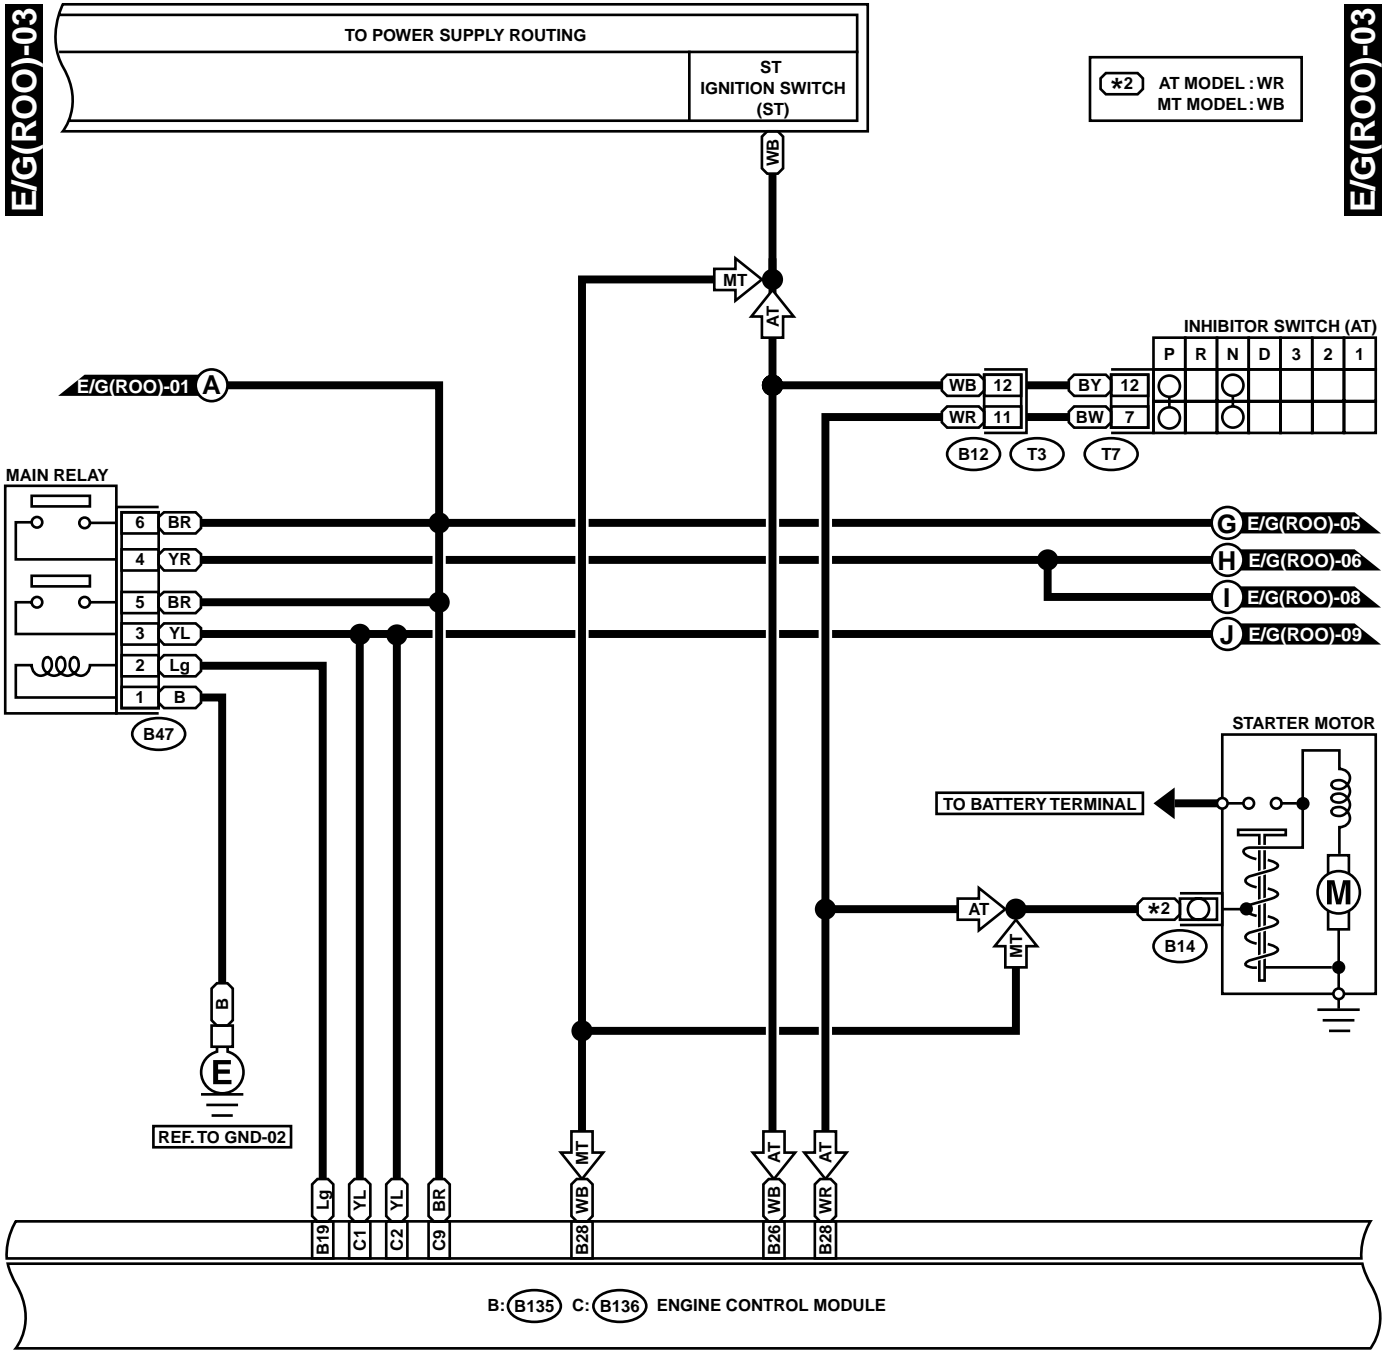 E/G(ROO)-03
E/G(ROO)-03
TO POWER SUPPLY ROUTING
ST
IGNITION SWITCH
(ST)
*2 AT MODEL : WR
MT MODEL : WB
WB
MT
AT
INHIBITOR SWITCH (AT)
P R N D 3 2 1
E/G(ROO)-01 A
WB 12 BY 12
WR 11 BW 7
B12 T3 T7
MAIN RELAY
6 BR
G E/G(ROO)-05
4 YR
H E/G(ROO)-06
5 BR
I E/G(ROO)-08
3 YL
J E/G(ROO)-09
2 Lg
1 B
B47
STARTER MOTOR
TO BATTERY TERMINAL
M
AT
*2
MT
B14
B
E
REF. TO GND-02
MT AT AT
Lg YL YL BR WB WB WR
B19 C1 C2 C9 B28 B26 B28
B: B135 C: B136 ENGINE CONTROL MODULE